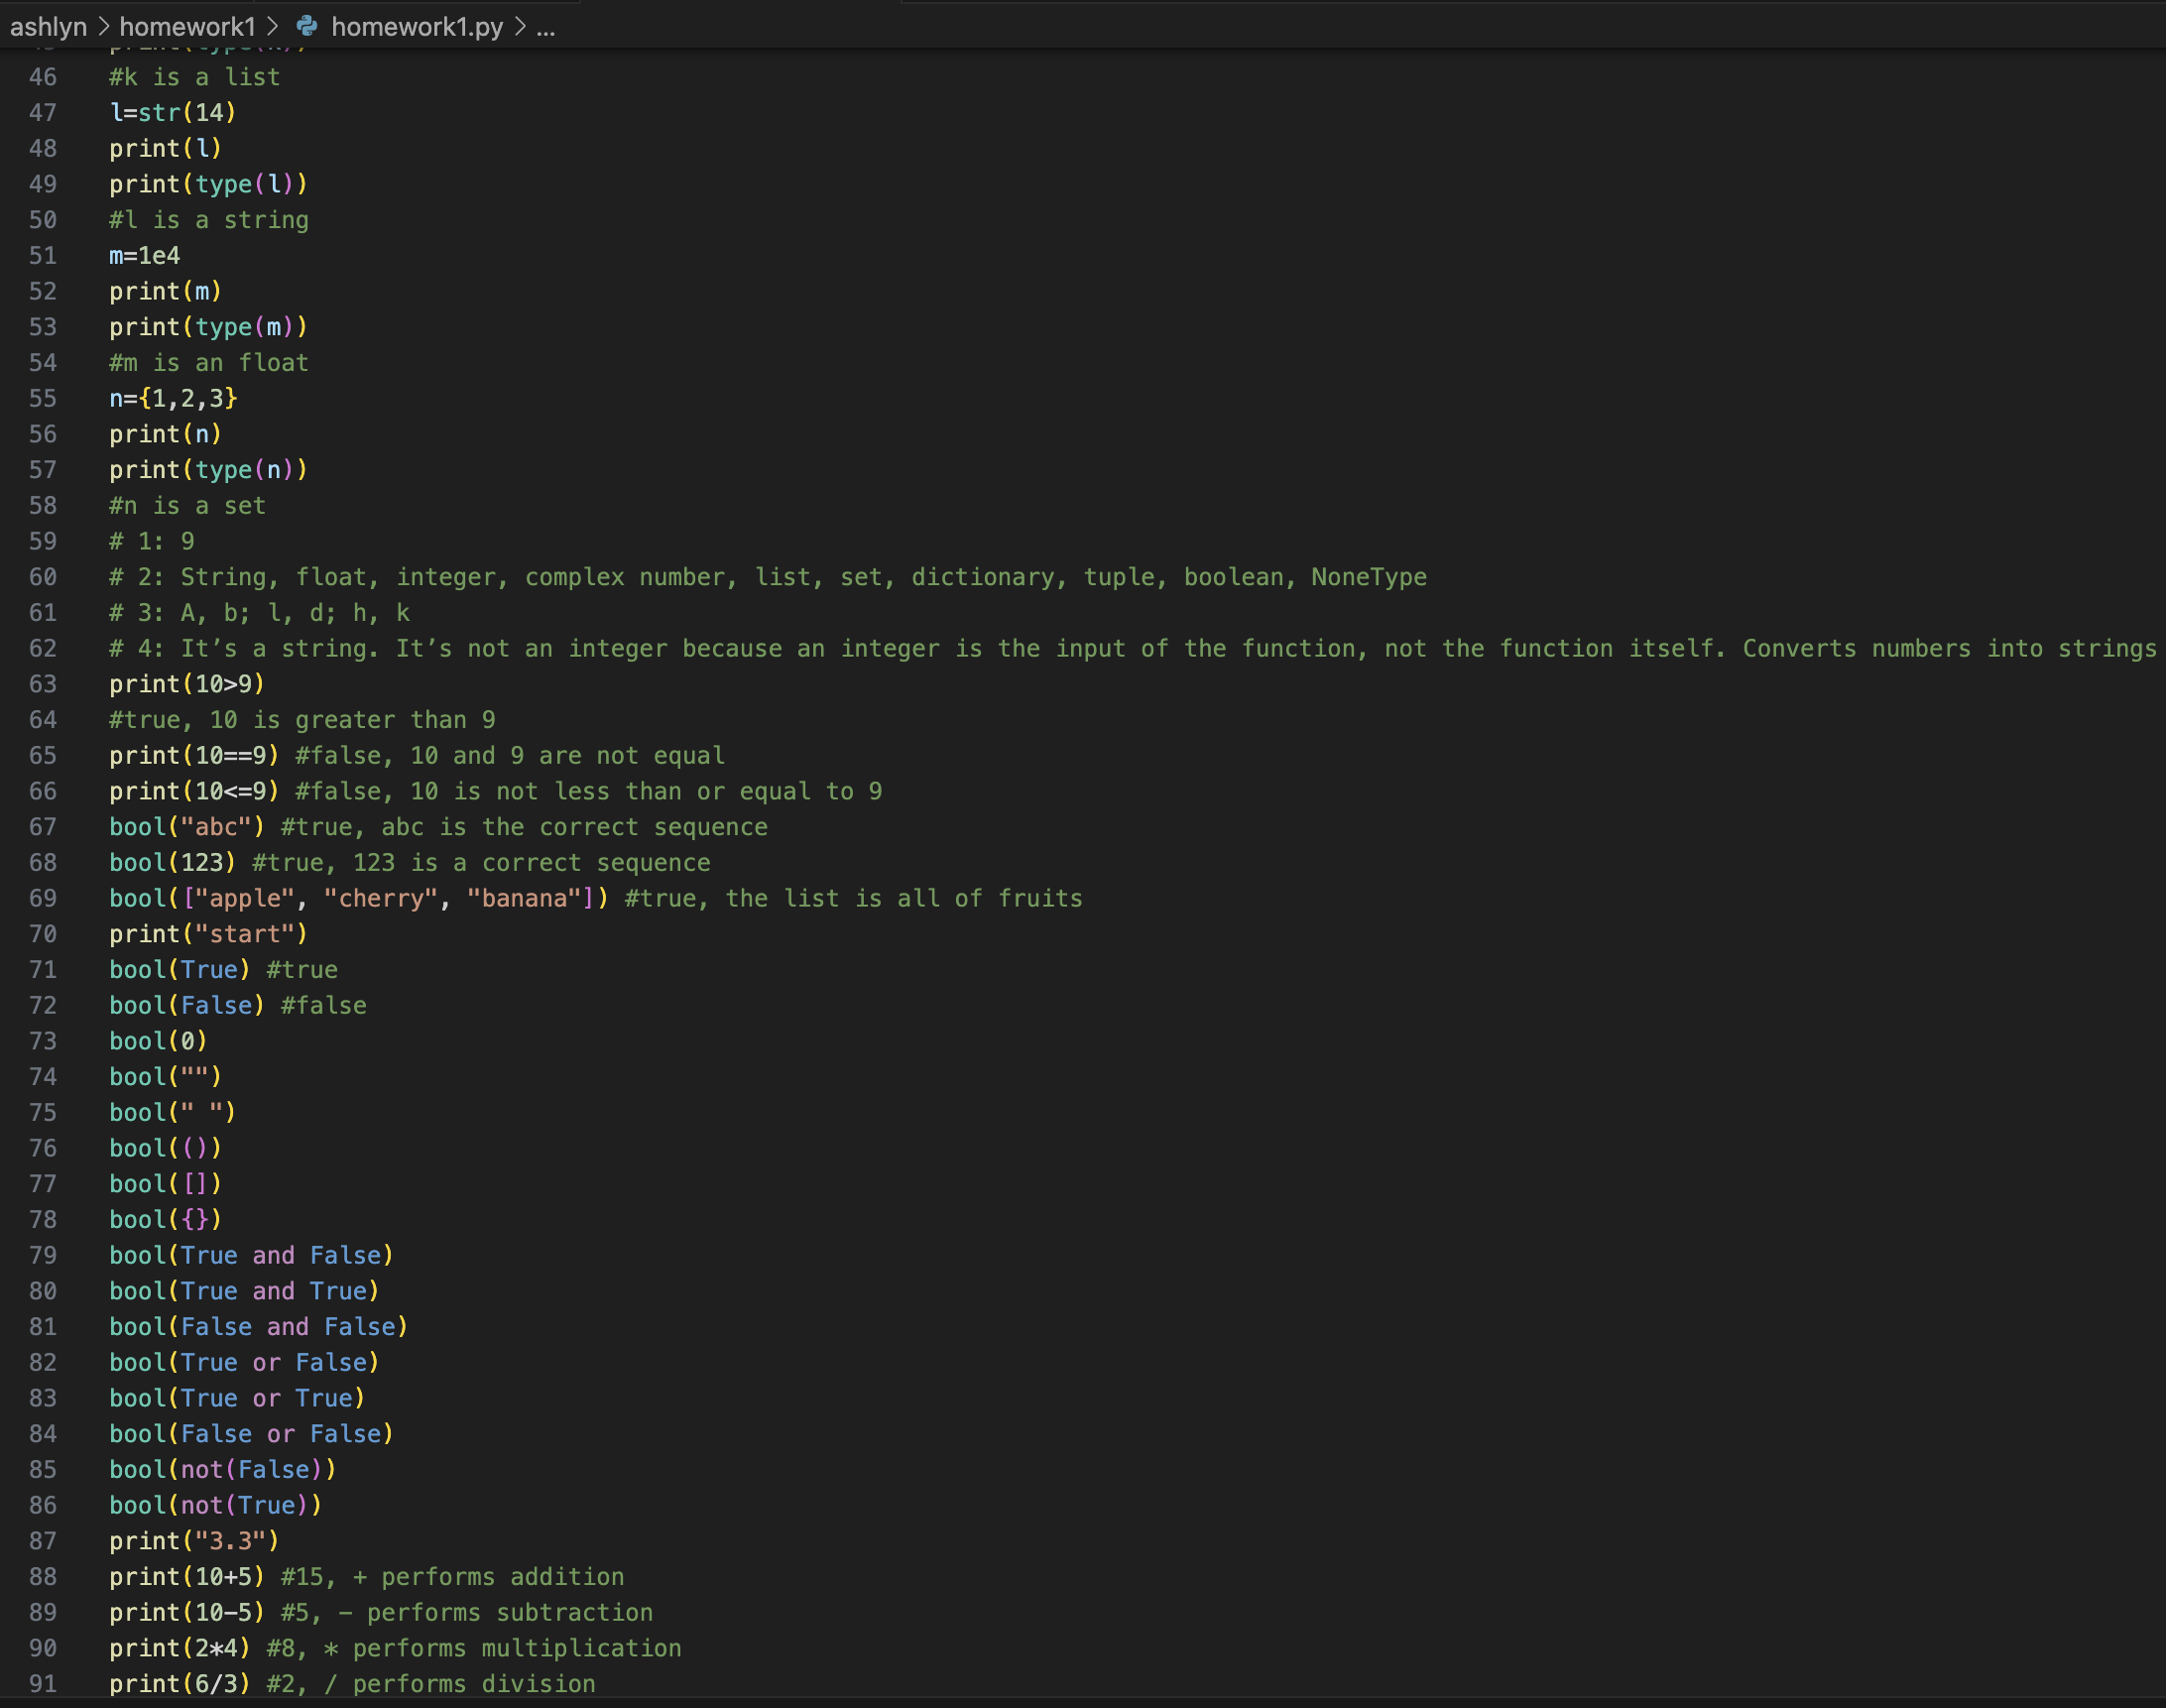 ashlyn > homework1 > homework1.py > ...
45 print(type(k))
46 #k is a list
47 l=str(14)
48 print(l)
49 print(type(l))
50 #l is a string
51 m=1e4
52 print(m)
53 print(type(m))
54 #m is an float
55 n={1,2,3}
56 print(n)
57 print(type(n))
58 #n is a set
59 # 1: 9
60 # 2: String, float, integer, complex number, list, set, dictionary, tuple, boolean, NoneType
61 # 3: A, b; l, d; h, k
62 # 4: It’s a string. It’s not an integer because an integer is the input of the function, not the function itself. Converts numbers into strings
63 print(10>9)
64 #true, 10 is greater than 9
65 print(10==9) #false, 10 and 9 are not equal
66 print(10<=9) #false, 10 is not less than or equal to 9
67 bool("abc") #true, abc is the correct sequence
68 bool(123) #true, 123 is a correct sequence
69 bool(["apple", "cherry", "banana"]) #true, the list is all of fruits
70 print("start")
71 bool(True) #true
72 bool(False) #false
73 bool(0)
74 bool("")
75 bool(" ")
76 bool(())
77 bool([])
78 bool({})
79 bool(True and False)
80 bool(True and True)
81 bool(False and False)
82 bool(True or False)
83 bool(True or True)
84 bool(False or False)
85 bool(not(False))
86 bool(not(True))
87 print("3.3")
88 print(10+5) #15, + performs addition
89 print(10-5) #5, - performs subtraction
90 print(2*4) #8, * performs multiplication
91 print(6/3) #2, / performs division